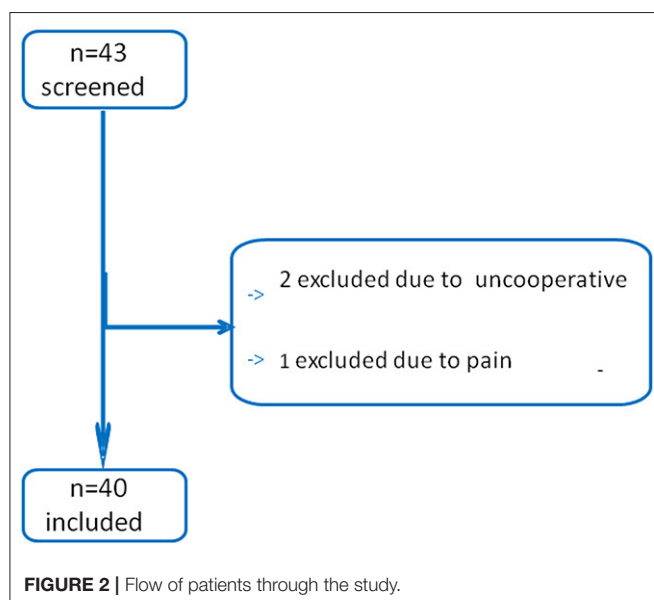 n=43
screened
-> 2 excluded due to uncooperative
-> 1 excluded due to pain -
n=40
included
FIGURE 2 | Flow of patients through the study.